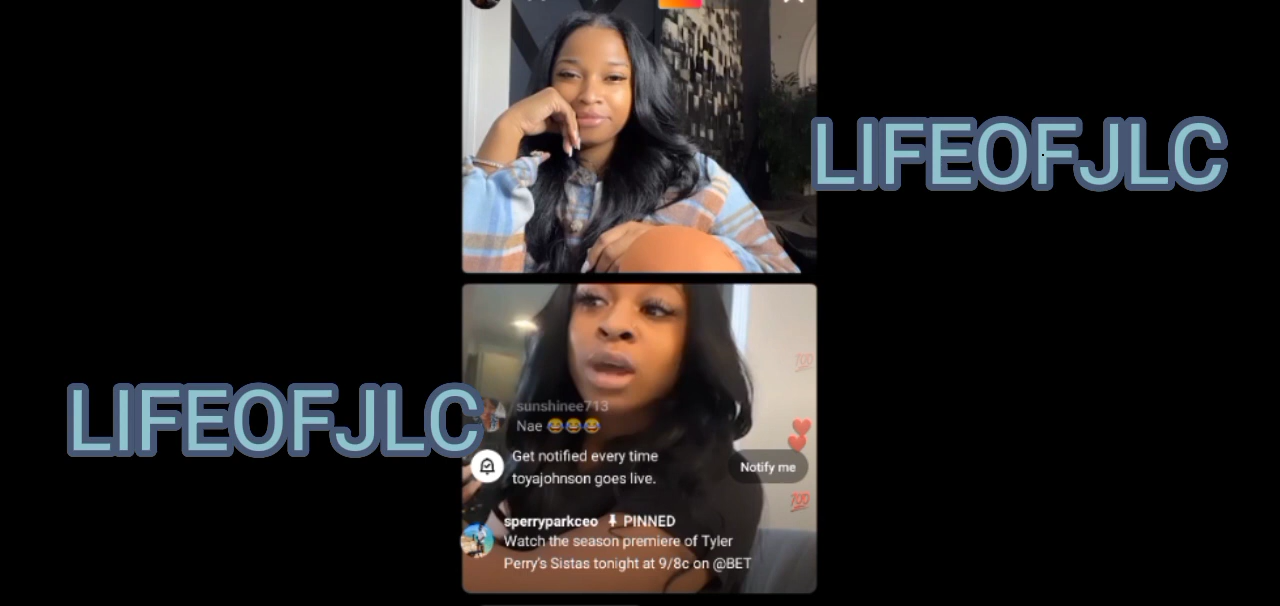 LIFEOFJLC
LIFEOFJLC
sunshinee713
Nae 😂😂😂
Get notified every time
toyajohnson goes live.
Notify me
sperryparkceo PINNED
Watch the season premiere of Tyler
Perry's Sistas tonight at 9/8c on @BET